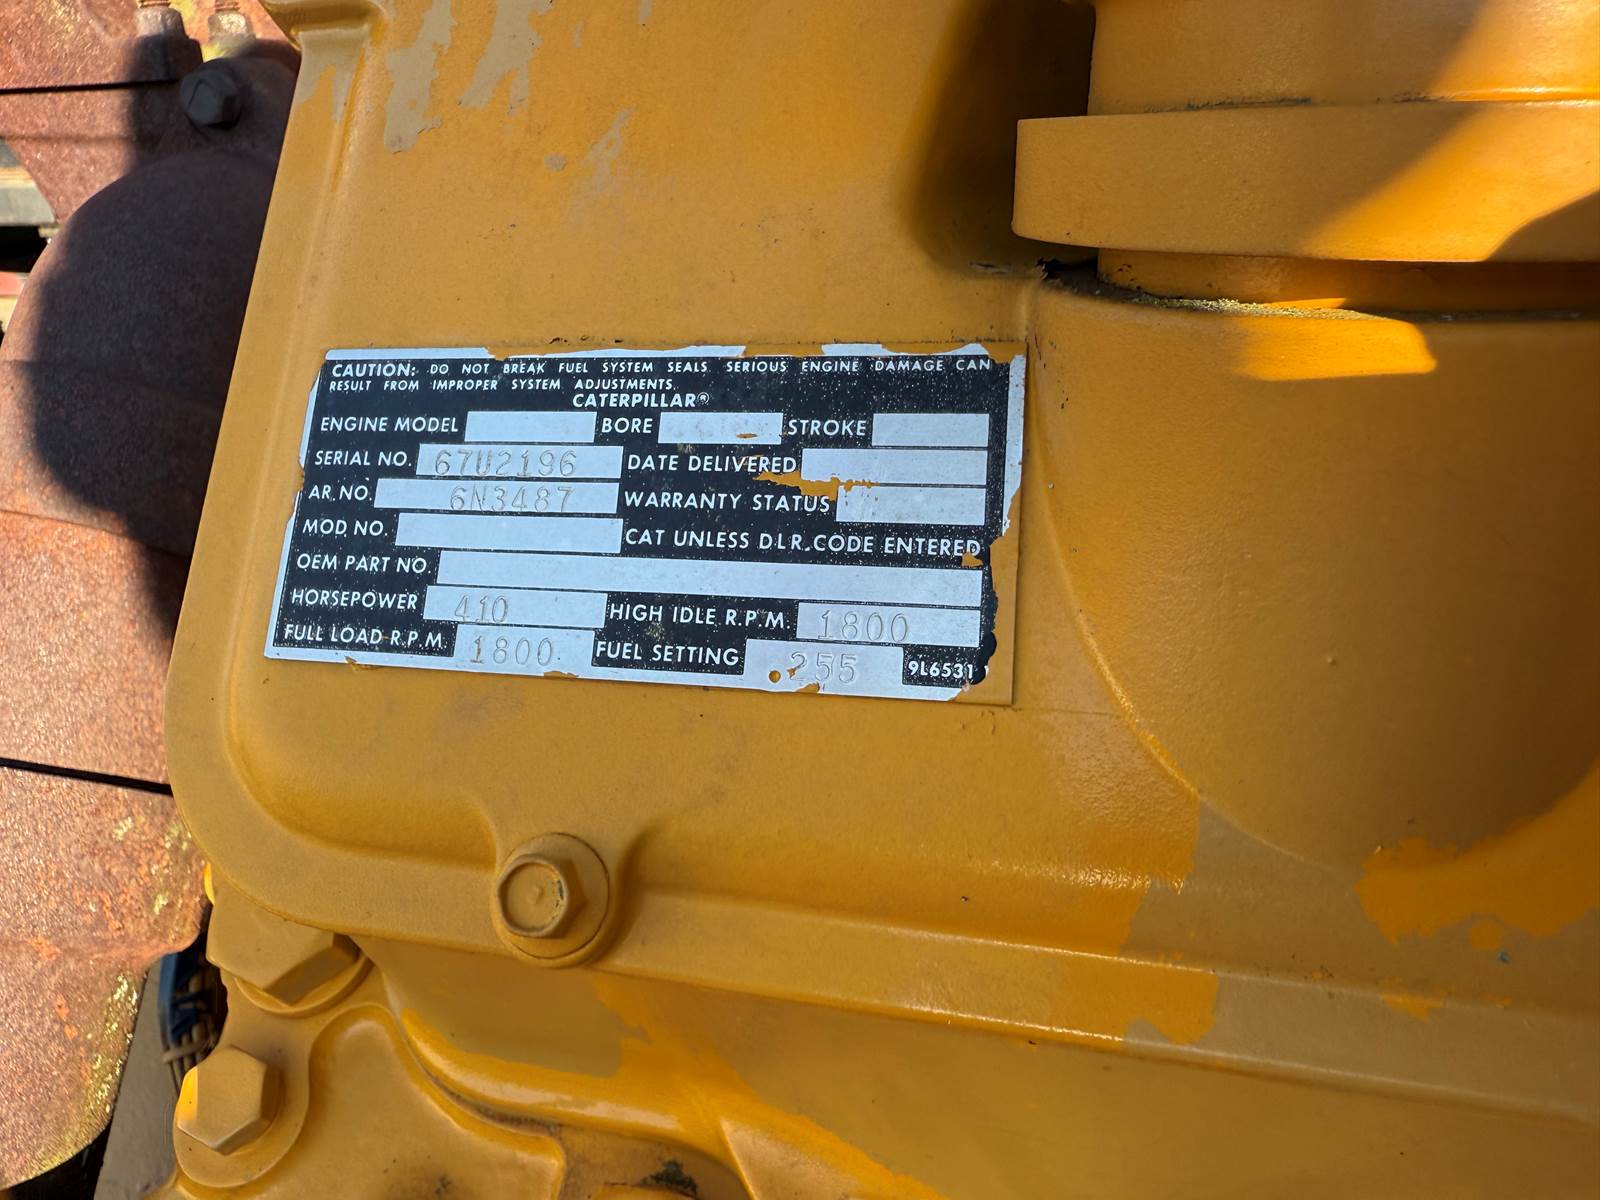 CAUTION: DO NOT BREAK FUEL SYSTEM SEALS. SERIOUS ENGINE DAMAGE CAN
RESULT FROM IMPROPER SYSTEM ADJUSTMENTS.
CATERPILLAR®
ENGINE MODEL BORE STROKE
SERIAL NO. 67U2196 DATE DELIVERED
AR. NO. 6N3487 WARRANTY STATUS
MOD. NO. CAT UNLESS DLR. CODE ENTERED
OEM PART NO.
HORSEPOWER 410 HIGH IDLE R.P.M. 1800
FULL LOAD R.P.M. 1800 FUEL SETTING 255 9L6531